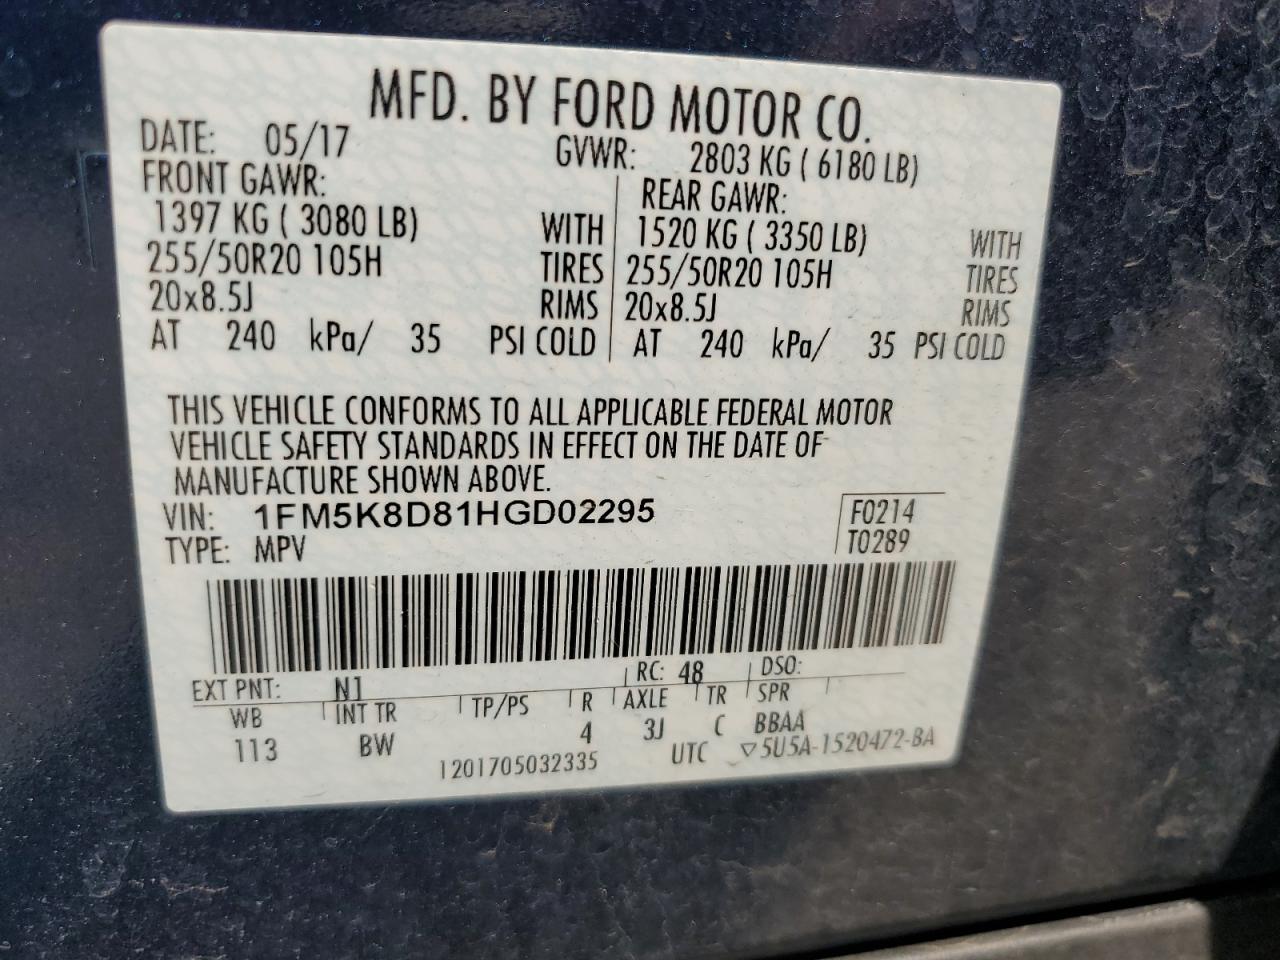 MFD. BY FORD MOTOR CO.
DATE: 05/17 GVWR: 2803 KG ( 6180 LB)
FRONT GAWR: REAR GAWR:
1397 KG ( 3080 LB) WITH 1520 KG ( 3350 LB) WITH
255/50R20 105H TIRES 255/50R20 105H TIRES
20x8.5J RIMS 20x8.5J RIMS
AT 240 kPa/ 35 PSI COLD AT 240 kPa/ 35 PSI COLD
THIS VEHICLE CONFORMS TO ALL APPLICABLE FEDERAL MOTOR
VEHICLE SAFETY STANDARDS IN EFFECT ON THE DATE OF
MANUFACTURE SHOWN ABOVE.
VIN: 1FM5K8D81HGD02295 F0214
TYPE: MPV T0289
EXT PNT: N1 RC: 48 DSO:
WB INT TR TP/PS R AXLE TR SPR
113 BW 4 3J C BBAA
1201705032335 UTC ▽5U5A-1520472-BA